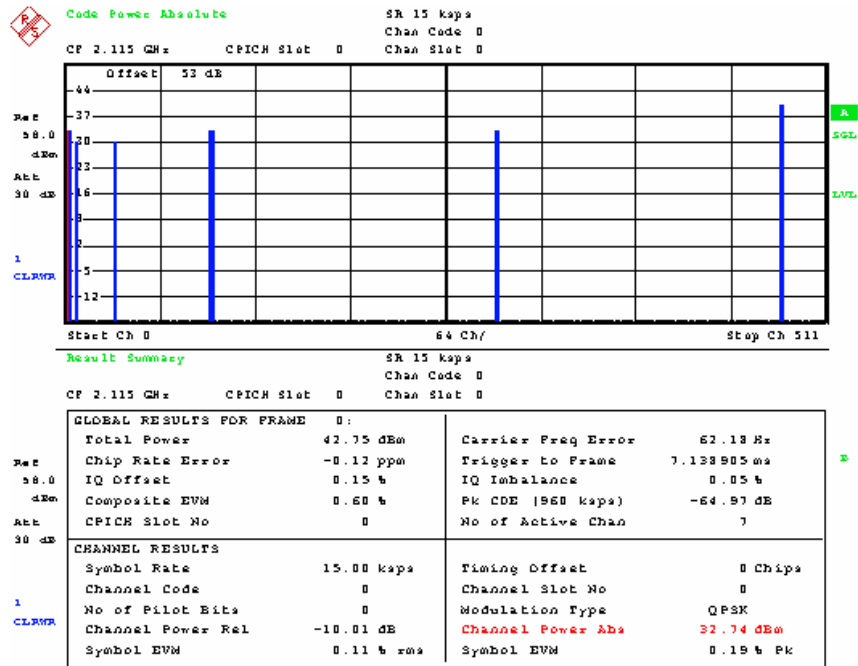 R S
Code Power Absolute SR 15 ksps
Chan Code 0
CF 2.115 GHz CPICH Slot 0 Chan Slot 0
Offset 53 dB
44
Ref 37 A
58.0 30 SGL
dBm
23
Att
30 dB 16 LVL
1
CLRWR -5
-12
Start Ch 0 64 Ch/ Stop Ch 511
Result Summary SR 15 ksps
Chan Code 0
CF 2.115 GHz CPICH Slot 0 Chan Slot 0
GLOBAL RESULTS FOR FRAME 0:
Total Power 42.75 dBm Carrier Freq Error 62.18 Hz
Ref Chip Rate Error -0.12 ppm Trigger to Frame 7.138905 ms B
58.0 IQ Offset 0.15 % IQ Imbalance 0.05 %
dBm Composite EVM 0.60 % Pk CDE (960 ksps) -64.97 dB
Att CPICH Slot No 0 No of Active Chan 7
30 dB
CHANNEL RESULTS
Symbol Rate 15.00 ksps Timing Offset 0 Chips
Channel Code 0 Channel Slot No 0
1 No of Pilot Bits 0 Modulation Type QPSK
CLRWR Channel Power Rel -10.01 dB Channel Power Abs 32.74 dBm
Symbol EVM 0.11 % rms Symbol EVM 0.19 % Pk